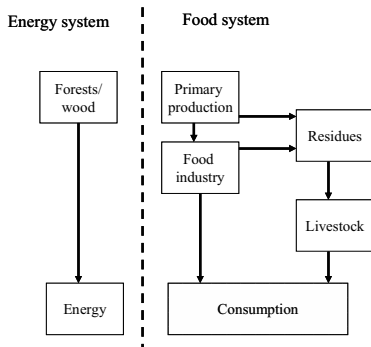 Energy system
Food system
Forests/
wood
Primary
production
Residues
Food
industry
Livestock
Energy
Consumption